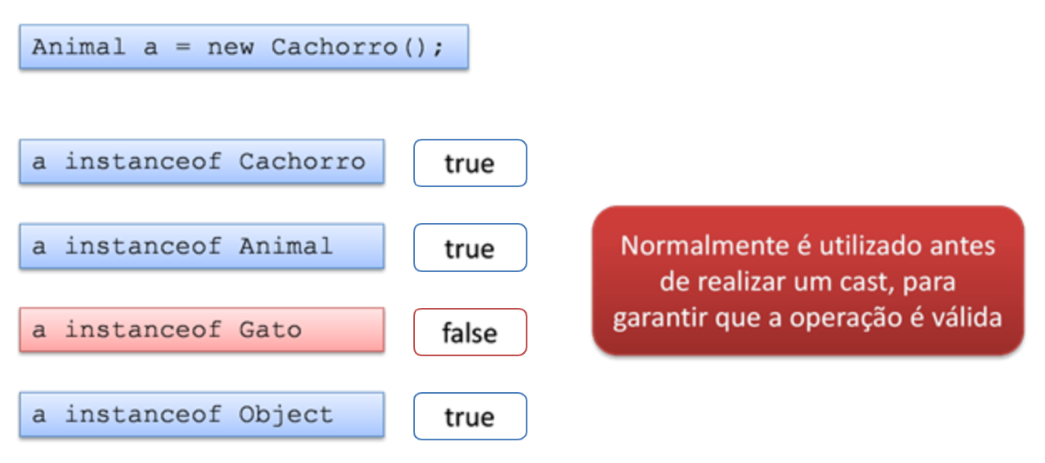 Animal a = new Cachorro();
a instanceof Cachorro
true
a instanceof Animal
true
a instanceof Gato
false
a instanceof Object
true
Normalmente é utilizado antes
de realizar um cast, para
garantir que a operação é válida